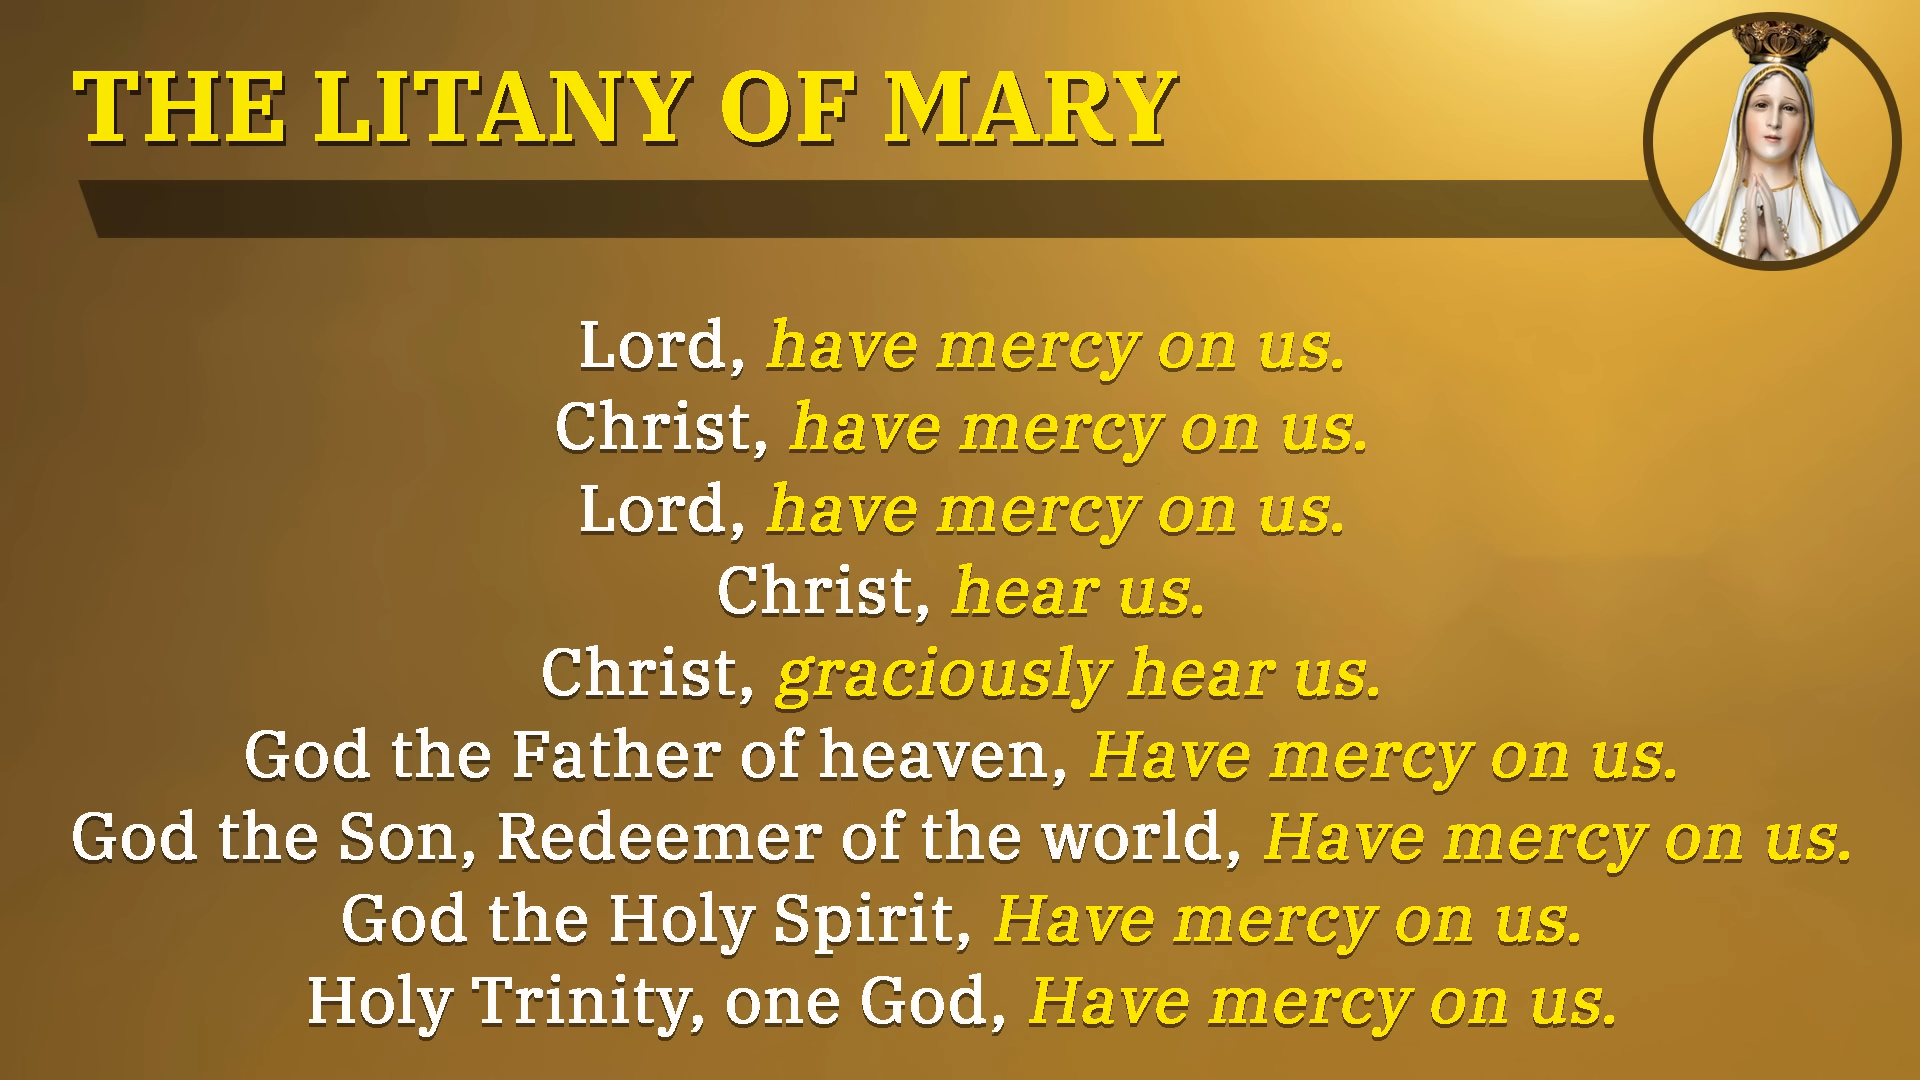 THE LITANY OF MARY
Lord, have mercy on us.
Christ, have mercy on us.
Lord, have mercy on us.
Christ, hear us.
Christ, graciously hear us.
God the Father of heaven, Have mercy on us.
God the Son, Redeemer of the world, Have mercy on us.
God the Holy Spirit, Have mercy on us.
Holy Trinity, one God, Have mercy on us.